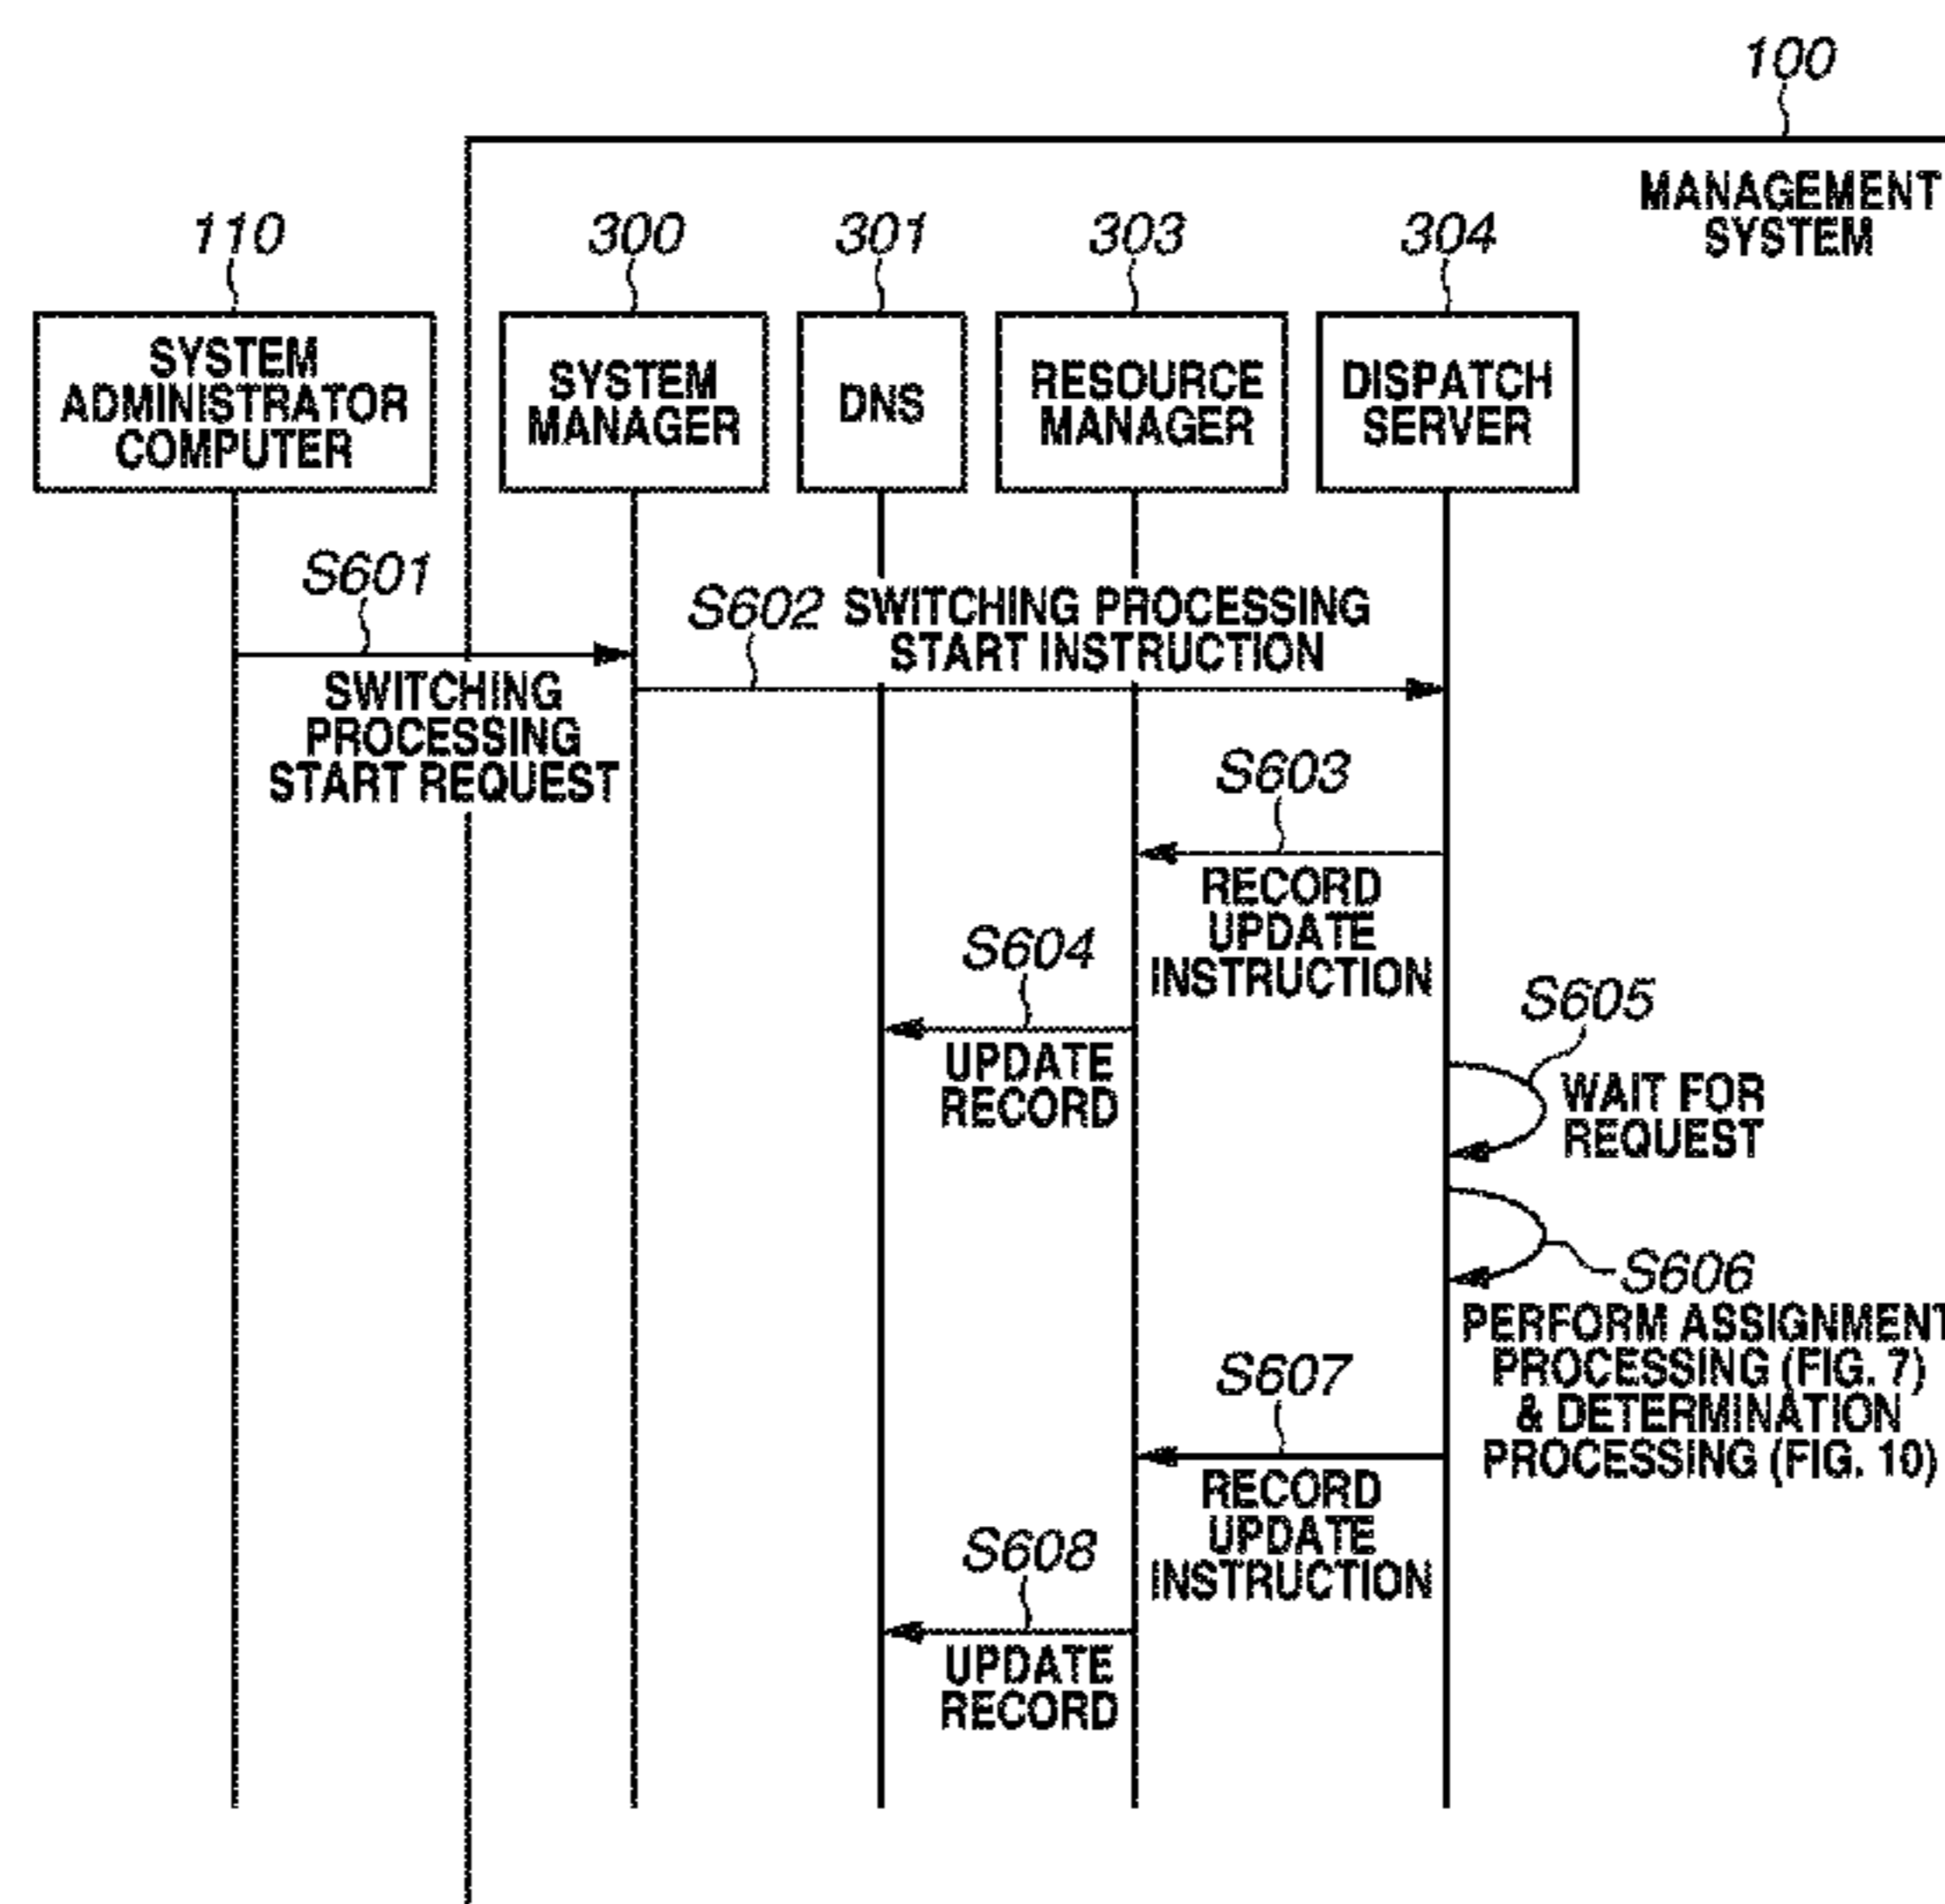 100
MANAGEMENT
SYSTEM
110
300
301
303
304
SYSTEM
ADMINISTRATOR
COMPUTER
SYSTEM
MANAGER
DNS
RESOURCE
MANAGER
DISPATCH
SERVER
S601
SWITCHING
PROCESSING
START REQUEST
S602
SWITCHING PROCESSING
START INSTRUCTION
S603
RECORD
UPDATE
INSTRUCTION
S604
UPDATE
RECORD
S605
WAIT FOR
REQUEST
S606
PERFORM ASSIGNMENT
PROCESSING (FIG. 7)
& DETERMINATION
PROCESSING (FIG. 10)
S607
RECORD
UPDATE
INSTRUCTION
S608
UPDATE
RECORD